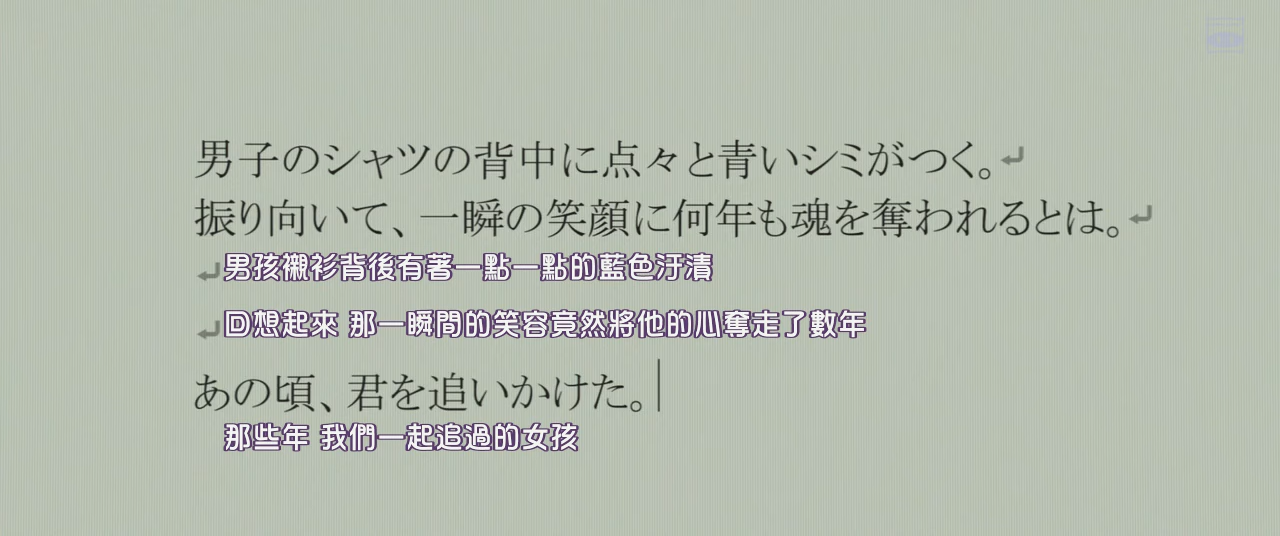 男子のシャツの背中に点々と青いシミがつく。
振り向いて、一瞬の笑顔に何年も魂を奪われるとは。
男孩襯衫背後有著一點一點的藍色汙漬
回想起來 那一瞬間的笑容竟然將他的心奪走了數年
あの頃、君を追いかけた。
那些年 我們一起追過的女孩